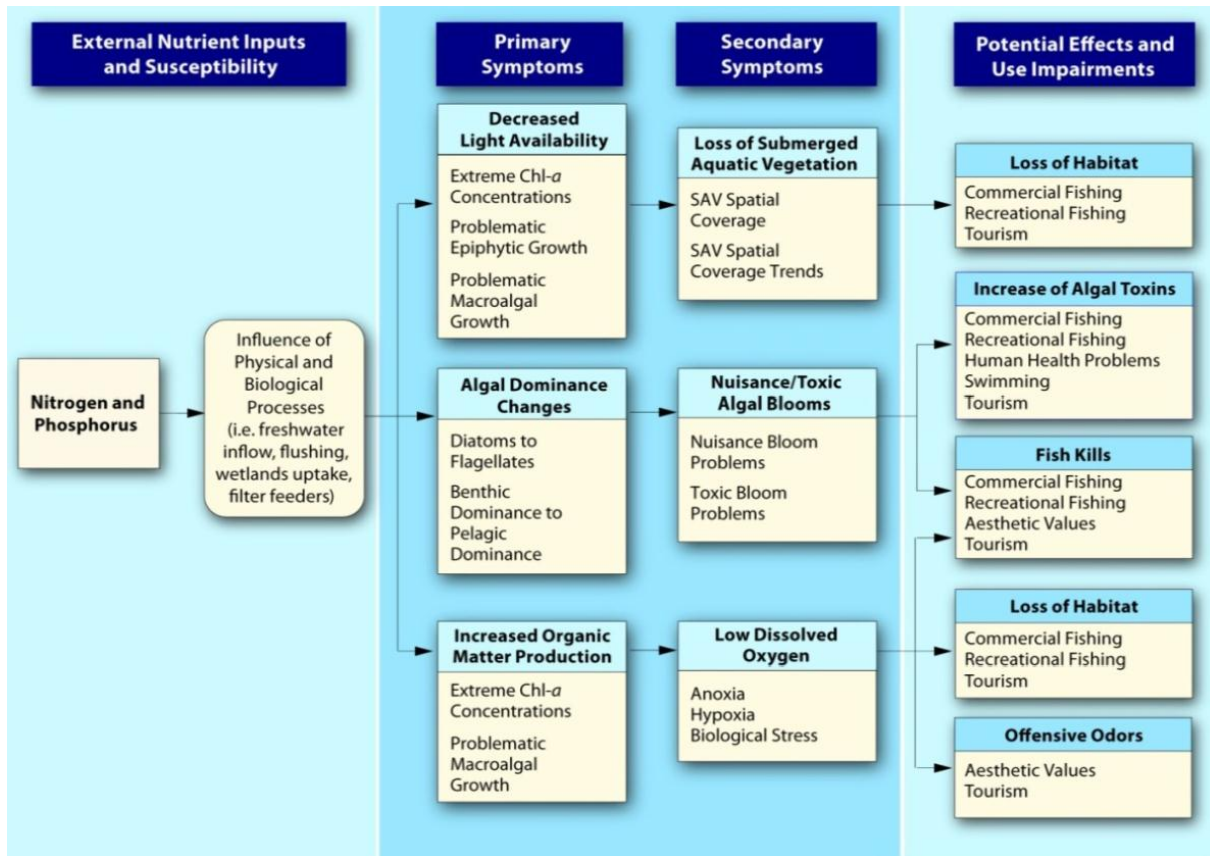 External Nutrient Inputs
and Susceptibility
Primary
Symptoms
Secondary
Symptoms
Potential Effects and
Use Impairments
Nitrogen and
Phosphorus
Influence of
Physical and
Biological
Processes
(i.e. freshwater
inflow, flushing,
wetlands uptake,
filter feeders)
Decreased
Light Availability
Extreme Chl-a
Concentrations
Problematic
Epiphytic Growth
Problematic
Macroalgal
Growth
Algal Dominance
Changes
Diatoms to
Flagellates
Benthic
Dominance to
Pelagic
Dominance
Increased Organic
Matter Production
Extreme Chl-a
Concentrations
Problematic
Macroalgal
Growth
Loss of Submerged
Aquatic Vegetation
SAV Spatial
Coverage
SAV Spatial
Coverage Trends
Nuisance/Toxic
Algal Blooms
Nuisance Bloom
Problems
Toxic Bloom
Problems
Low Dissolved
Oxygen
Anoxia
Hypoxia
Biological Stress
Loss of Habitat
Commercial Fishing
Recreational Fishing
Tourism
Increase of Algal Toxins
Commercial Fishing
Recreational Fishing
Human Health Problems
Swimming
Tourism
Fish Kills
Commercial Fishing
Recreational Fishing
Aesthetic Values
Tourism
Loss of Habitat
Commercial Fishing
Recreational Fishing
Tourism
Offensive Odors
Aesthetic Values
Tourism